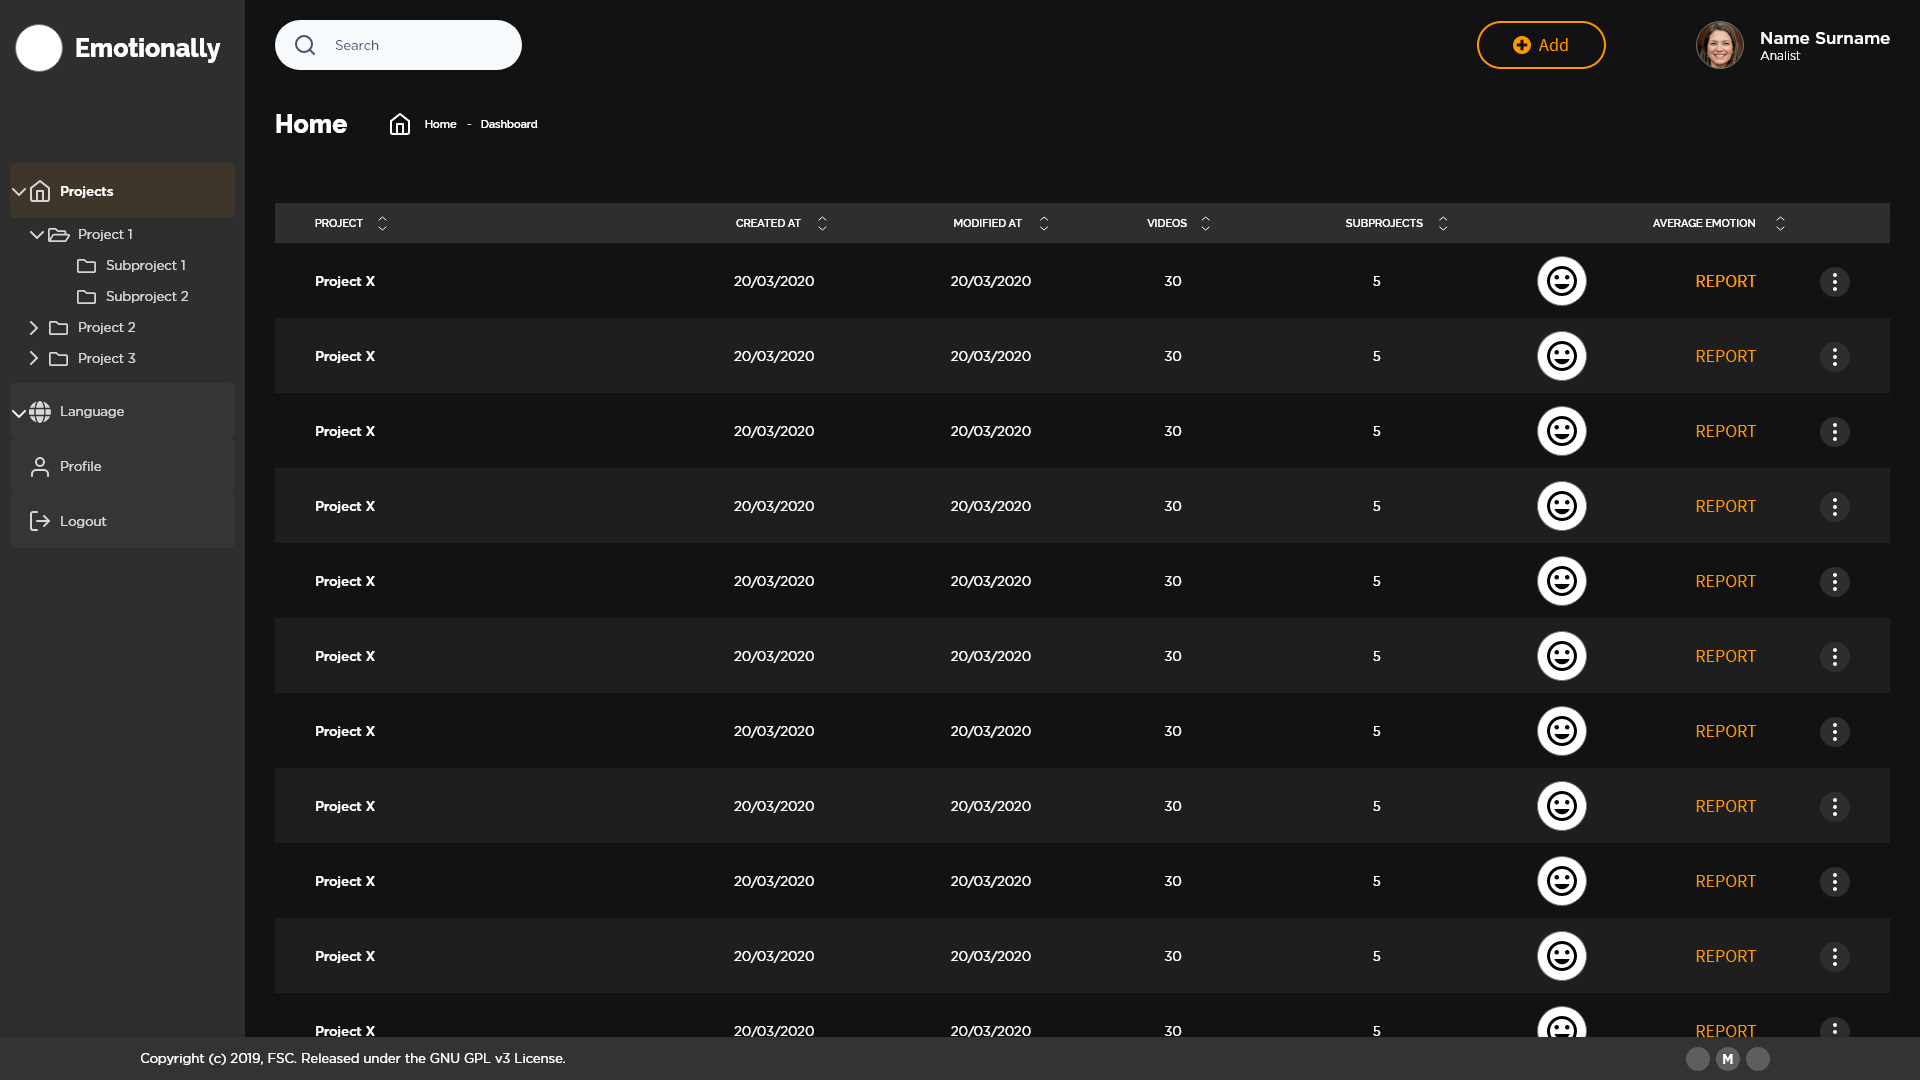 Emotionally
Search
Add
Name Surname
Analist
Home
Home - Dashboard
Projects
Project 1
Subproject 1
Subproject 2
Project 2
Project 3
Language
Profile
Logout
PROJECT CREATED AT MODIFIED AT VIDEOS SUBPROJECTS AVERAGE EMOTION
Project X 20/03/2020 20/03/2020 30 5 REPORT
Project X 20/03/2020 20/03/2020 30 5 REPORT
Project X 20/03/2020 20/03/2020 30 5 REPORT
Project X 20/03/2020 20/03/2020 30 5 REPORT
Project X 20/03/2020 20/03/2020 30 5 REPORT
Project X 20/03/2020 20/03/2020 30 5 REPORT
Project X 20/03/2020 20/03/2020 30 5 REPORT
Project X 20/03/2020 20/03/2020 30 5 REPORT
Project X 20/03/2020 20/03/2020 30 5 REPORT
Project X 20/03/2020 20/03/2020 30 5 REPORT
Project X 20/03/2020 20/03/2020 30 5 REPORT
Copyright (c) 2019, FSC. Released under the GNU GPL v3 License.
M